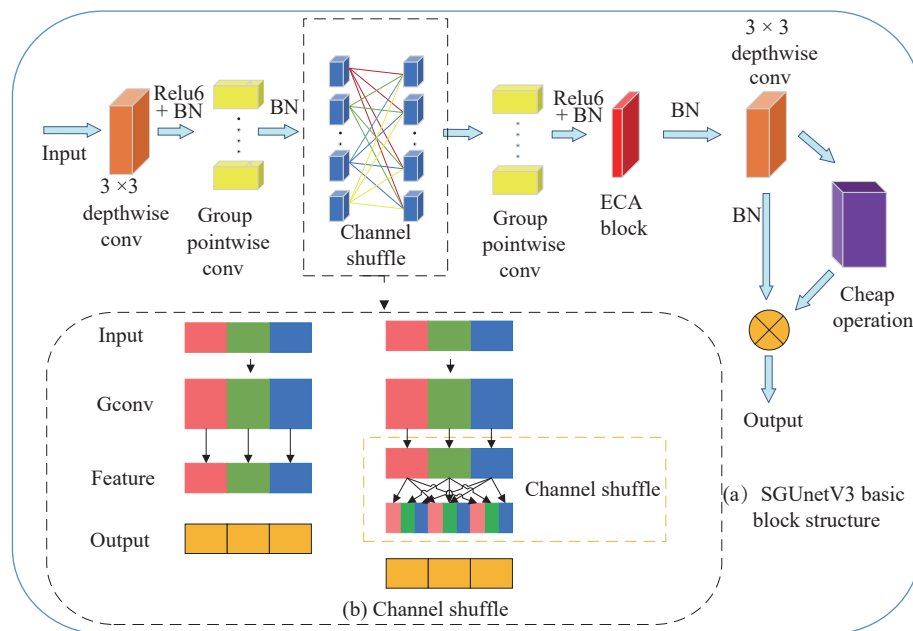 3 × 3
depthwise
conv
Relu6
+ BN
BN
Relu6
+ BN
BN
Input
3 ×3
depthwise
conv
Group
pointwise
conv
Channel
shuffle
Group
pointwise
conv
ECA
block
BN
Cheap
operation
Output
Input
Gconv
Feature
Output
Channel shuffle
(a) SGUnetV3 basic
block structure
(b) Channel shuffle